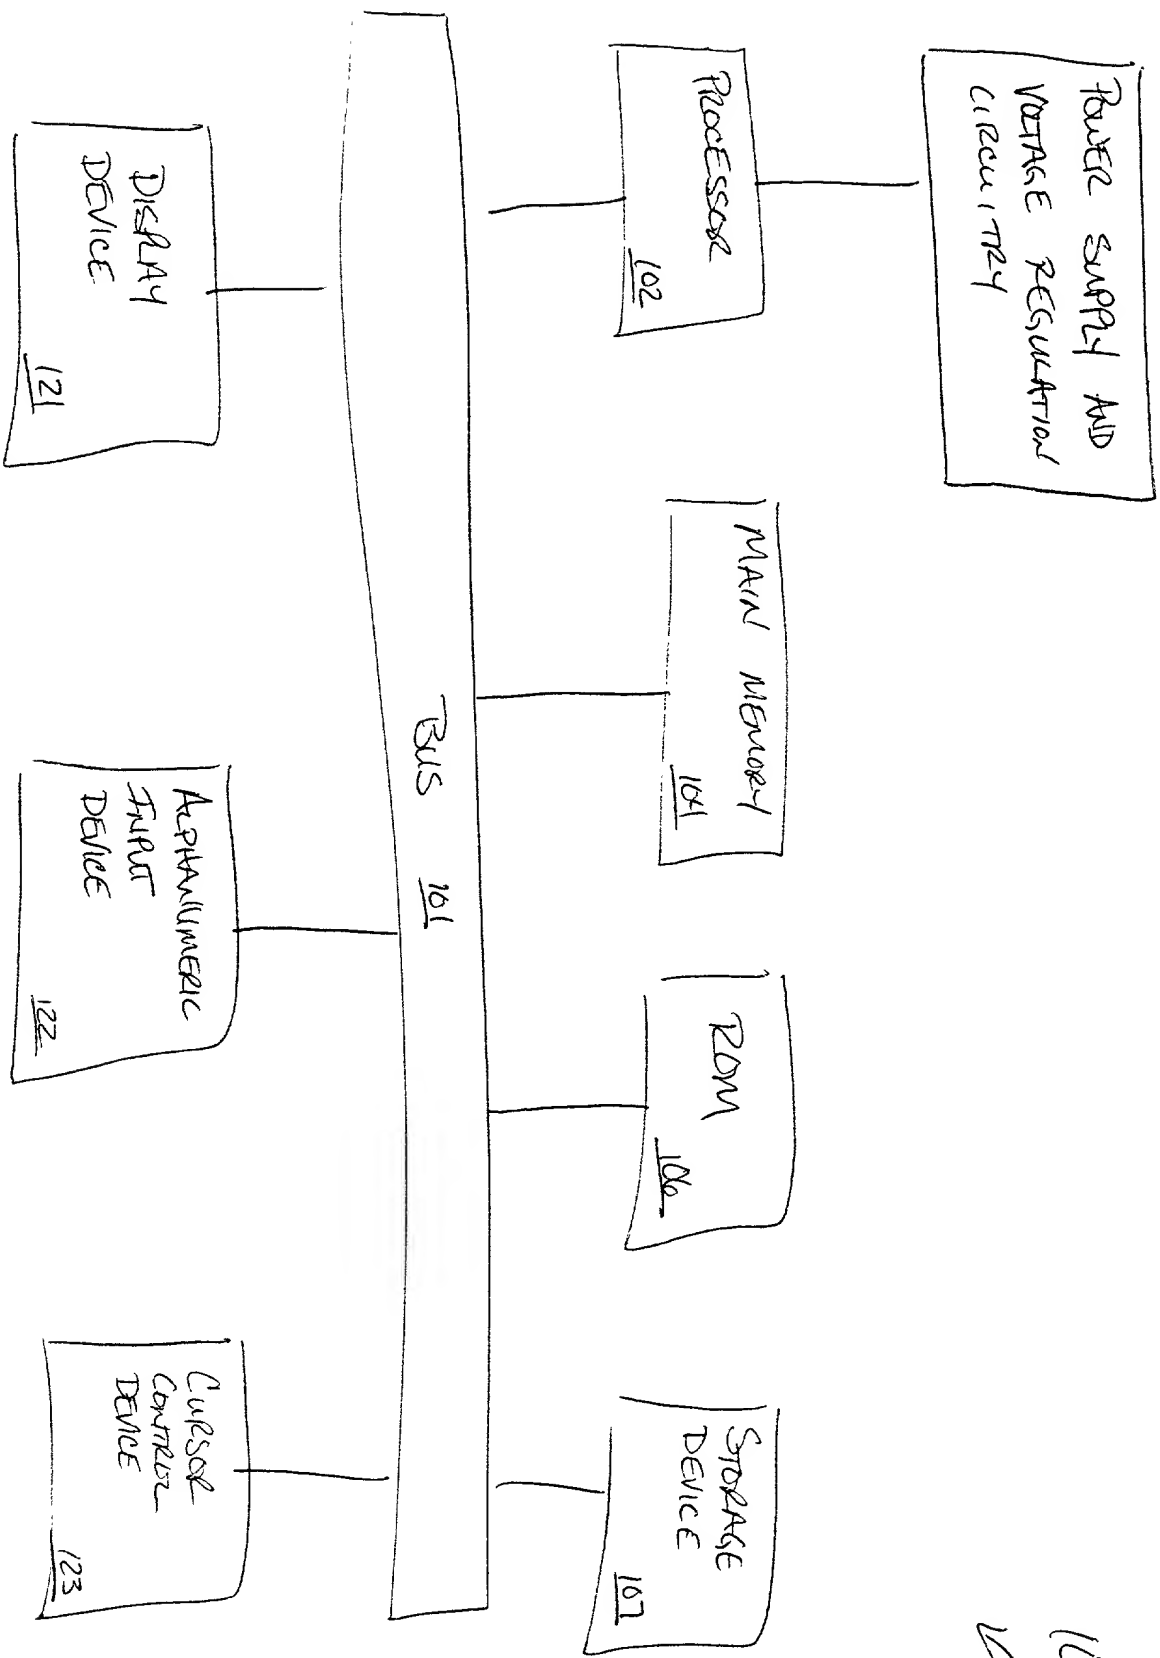 POWER SUPPLY AND
VOLTAGE REGULATION
CIRCUITRY
PROCESSOR
102
MAIN MEMORY
104
ROM
106
STORAGE
DEVICE
107
BUS 101
DISPLAY
DEVICE
121
ALPHANUMERIC
INPUT
DEVICE
122
CURSOR
CONTROL
DEVICE
123